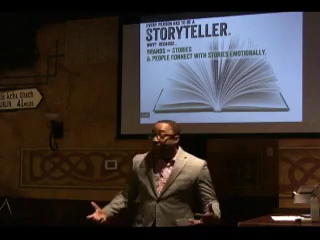 EVERY PERSON HAS TO BE A
STORYTELLER.
WHY? BECAUSE...
BRANDS = STORIES
& PEOPLE CONNECT WITH STORIES EMOTIONALLY.